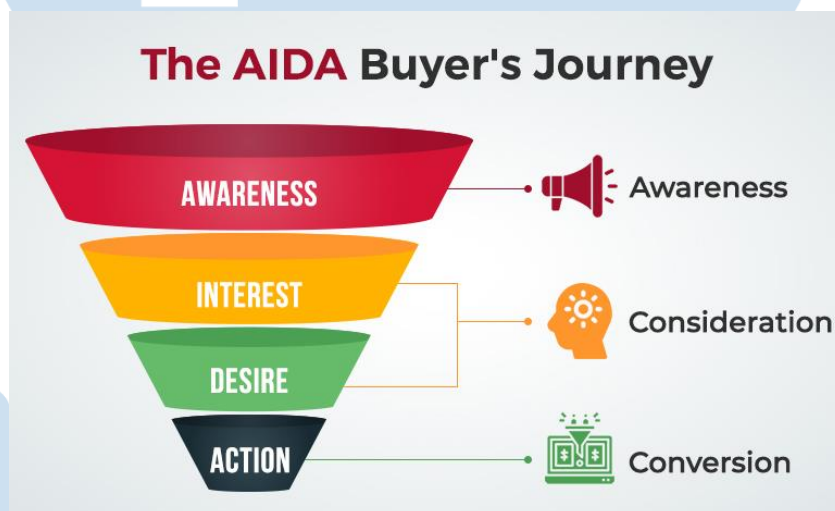 The AIDA Buyer's Journey
AWARENESS
Awareness
INTEREST
Consideration
DESIRE
ACTION
Conversion